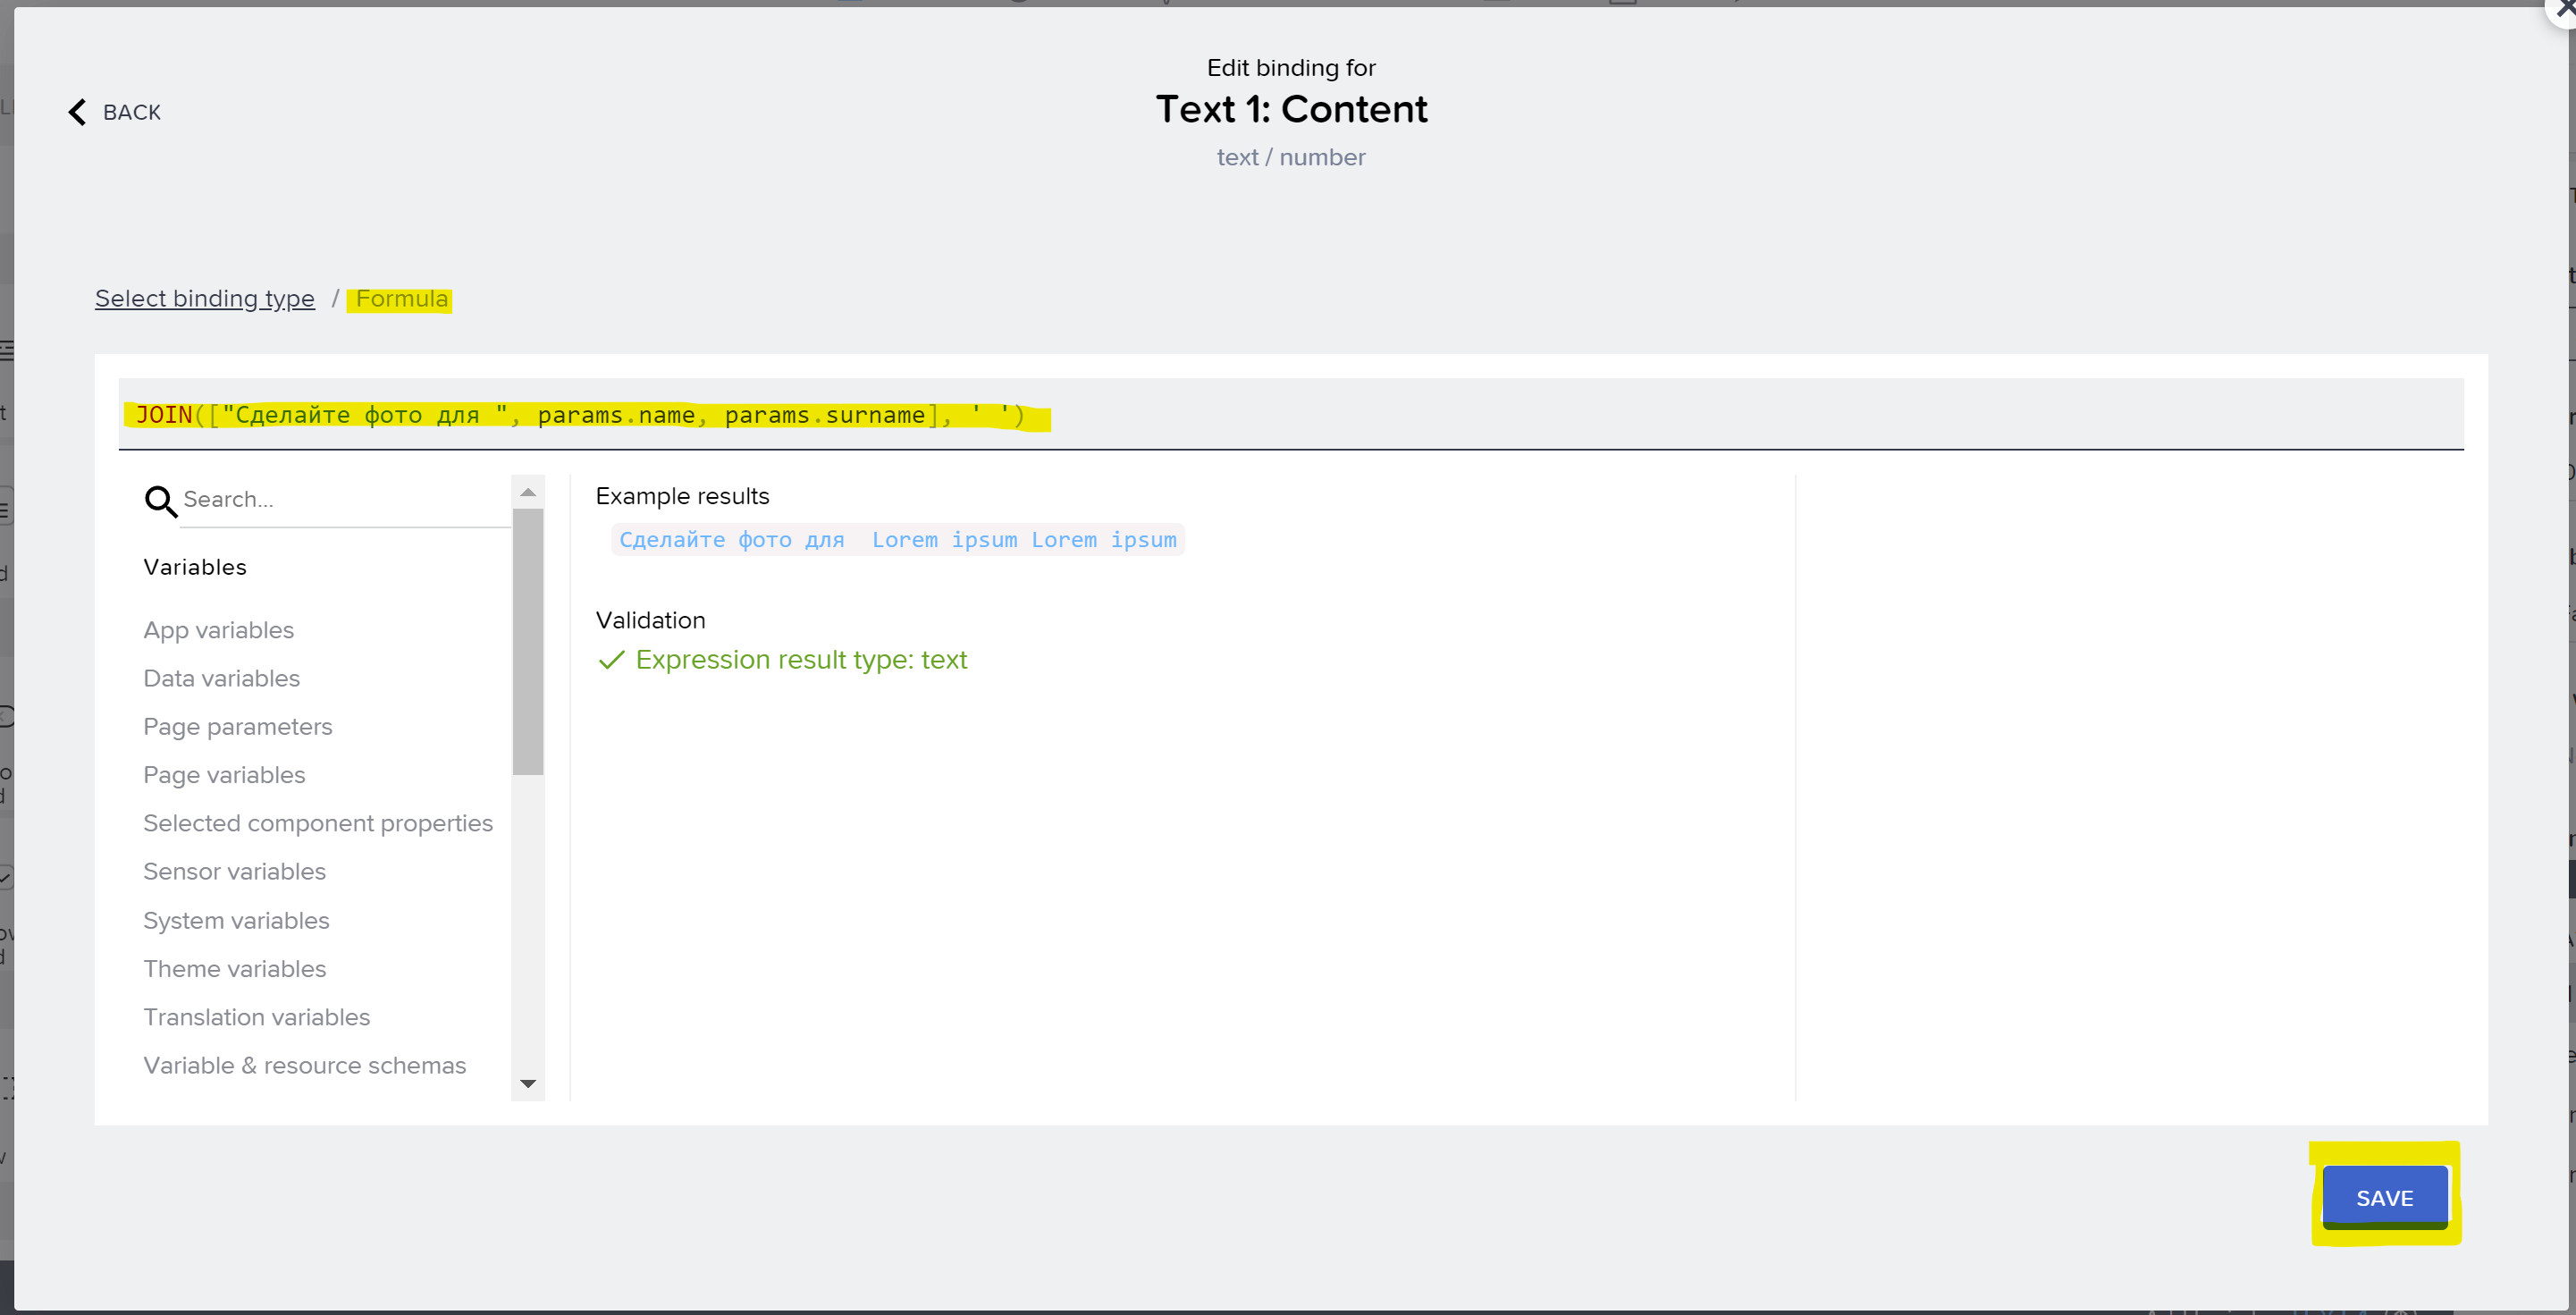 Edit binding for
BACK
Text 1: Content
text / number
Select binding type / Formula
JOIN(["Сделайте фото для ", params.name, params.surname], ' ')
Search...
Variables
App variables
Data variables
Page parameters
Page variables
Selected component properties
Sensor variables
System variables
Theme variables
Translation variables
Variable & resource schemas
Example results
Сделайте фото для  Lorem ipsum Lorem ipsum
Validation
Expression result type: text
SAVE